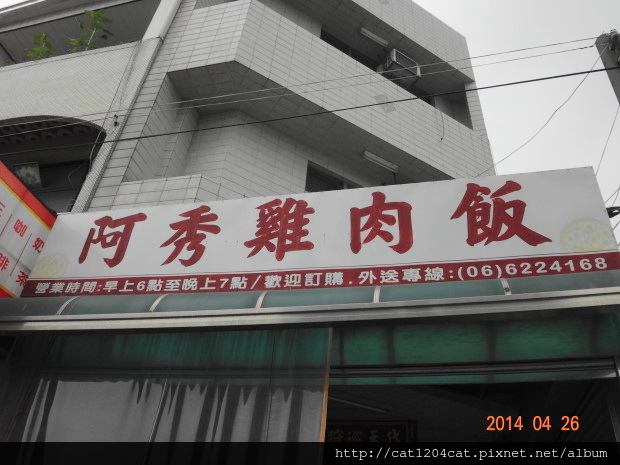 阿秀雞肉飯
營業時間:早上6點至晚上7點/歡迎訂購.外送專線:(06)6224168
2014 04 26
http://cat1204cat.pixnet.net/album